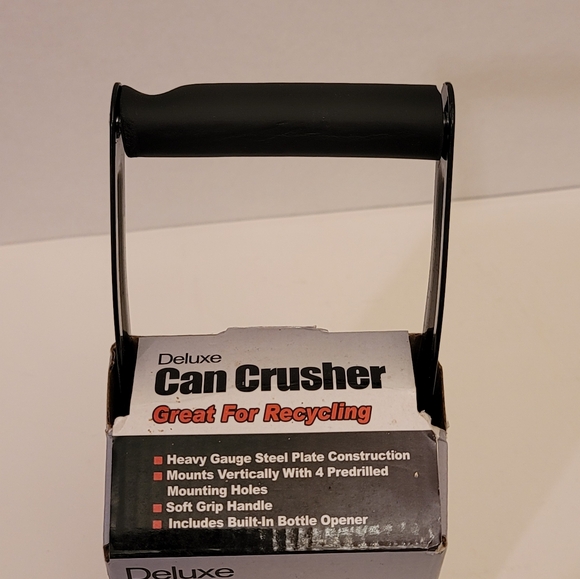 Deluxe
Can Crusher
Great For Recycling
Heavy Gauge Steel Plate Construction
Mounts Vertically With 4 Predrilled
Mounting Holes
Soft Grip Handle
Includes Built-In Bottle Opener
Deluxe